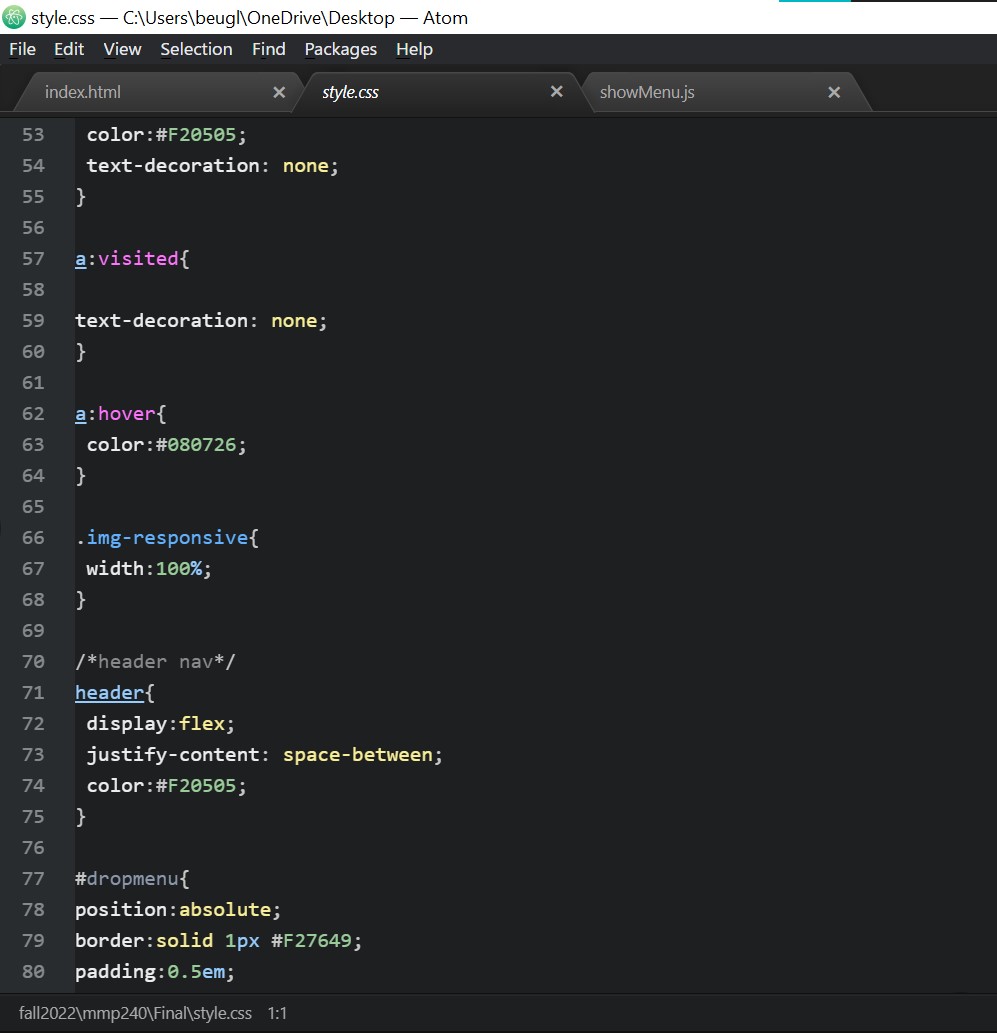 style.css — C:\Users\beugl\OneDrive\Desktop — Atom
File Edit View Selection Find Packages Help
index.html × style.css × showMenu.js ×
53 color:#F20505;
54 text-decoration: none;
55 }
56
57 a:visited{
58
59 text-decoration: none;
60 }
61
62 a:hover{
63 color:#080726;
64 }
65
66 .img-responsive{
67 width:100%;
68 }
69
70 /*header nav*/
71 header{
72 display:flex;
73 justify-content: space-between;
74 color:#F20505;
75 }
76
77 #dropmenu{
78 position:absolute;
79 border:solid 1px #F27649;
80 padding:0.5em;
fall2022\mmp240\Final\style.css 1:1